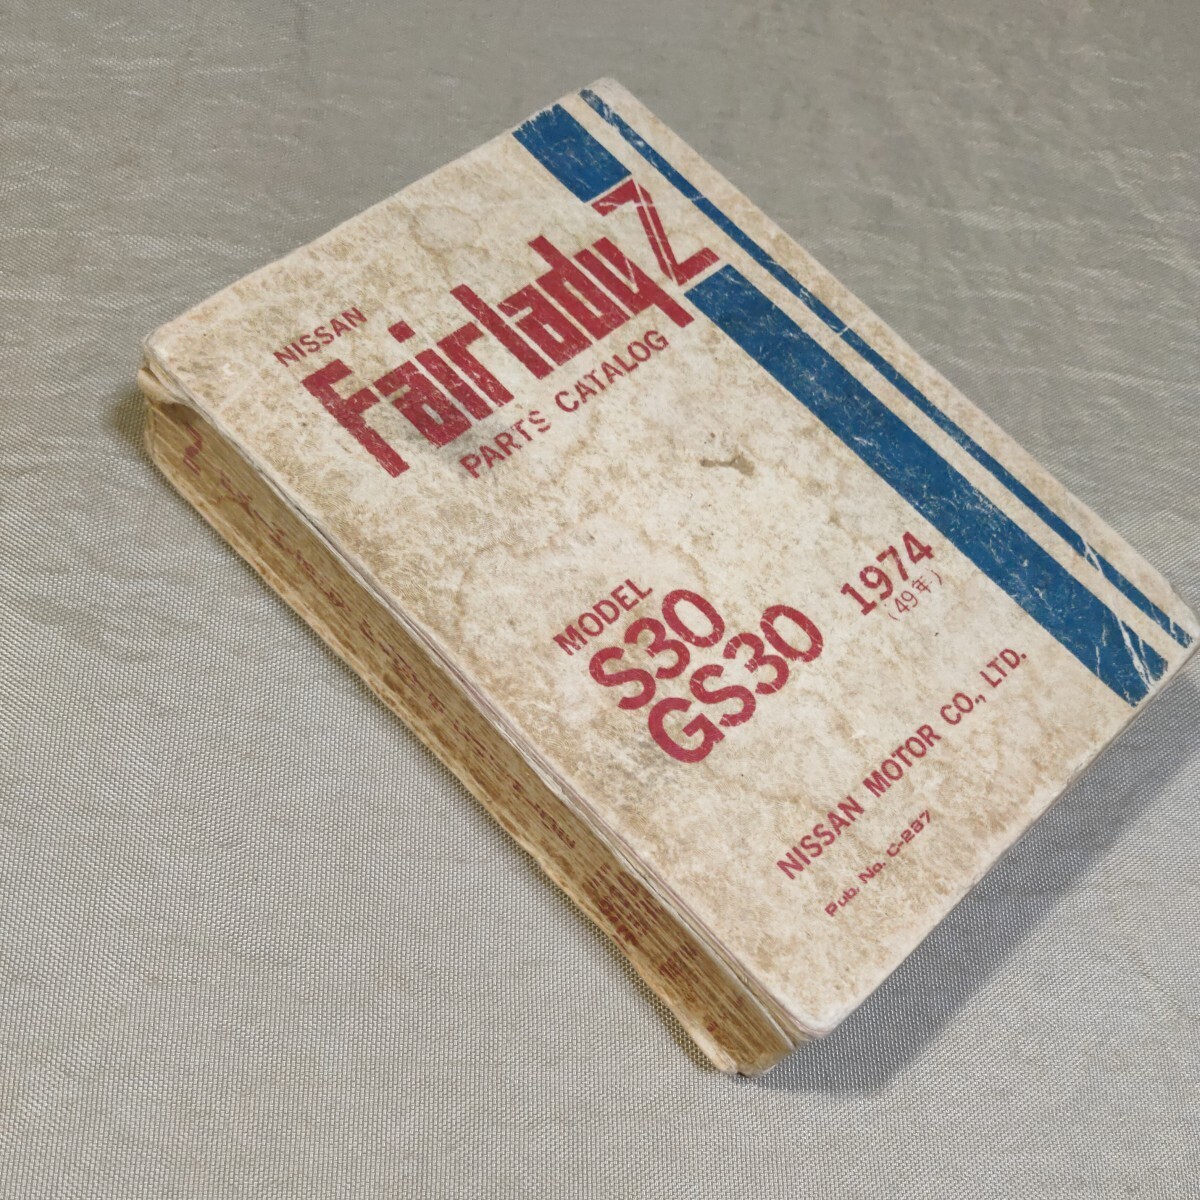 NISSAN
Fairlady Z
PARTS CATALOG
MODEL
S30
GS30
1974
(49年)
NISSAN MOTOR CO., LTD.
Pub. No. C-287